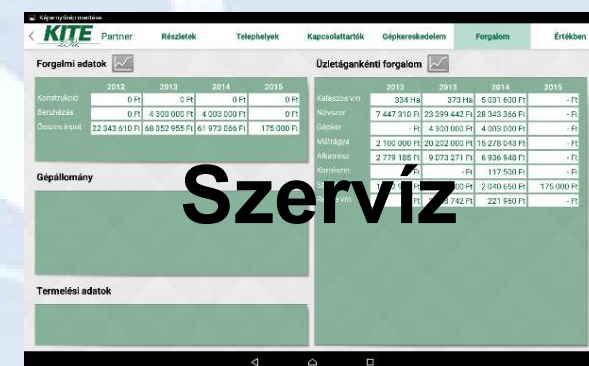 Képernyőkép mentése
KITE Partner Részletek Telephelyek Kapcsolattartók Gépkereskedelem Forgalom Értékben
Forgalmi adatok
2012 2013 2014 2015
Konstrukció 0 Ft 0 Ft 0 Ft 0 Ft
Beruházás 0 Ft 4 300 000 Ft 4 003 000 Ft 0 Ft
Összes input 22 343 610 Ft 68 352 955 Ft 61 973 066 Ft 175 000 Ft
Gépállomány
Termelési adatok
Üzletágankénti forgalom
2012 2013 2014 2015
Kalászos vm 334 Ha 373 Ha 5 031 600 Ft - Ft
Növszer 7 447 310 Ft 23 299 442 Ft 28 343 366 Ft - Ft
Gépker - Ft 4 300 000 Ft 4 003 000 Ft - Ft
Műtrágya 2 100 000 Ft 20 202 000 Ft 15 278 043 Ft - Ft
Alkatrész 2 779 185 Ft 9 073 271 Ft 6 936 948 Ft - Ft
Kertészet - Ft - Ft 117 500 Ft - Ft
2 040 650 Ft 175 000 Ft
742 Ft 221 960 Ft - Ft
Szervíz